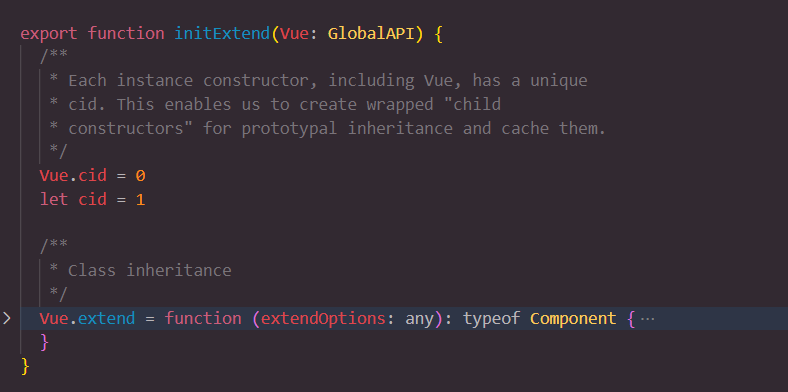 export function initExtend(Vue: GlobalAPI) {
/**
* Each instance constructor, including Vue, has a unique
* cid. This enables us to create wrapped "child
* constructors" for prototypal inheritance and cache them.
*/
Vue.cid = 0
let cid = 1
/**
* Class inheritance
*/
Vue.extend = function (extendOptions: any): typeof Component { ···
}
}